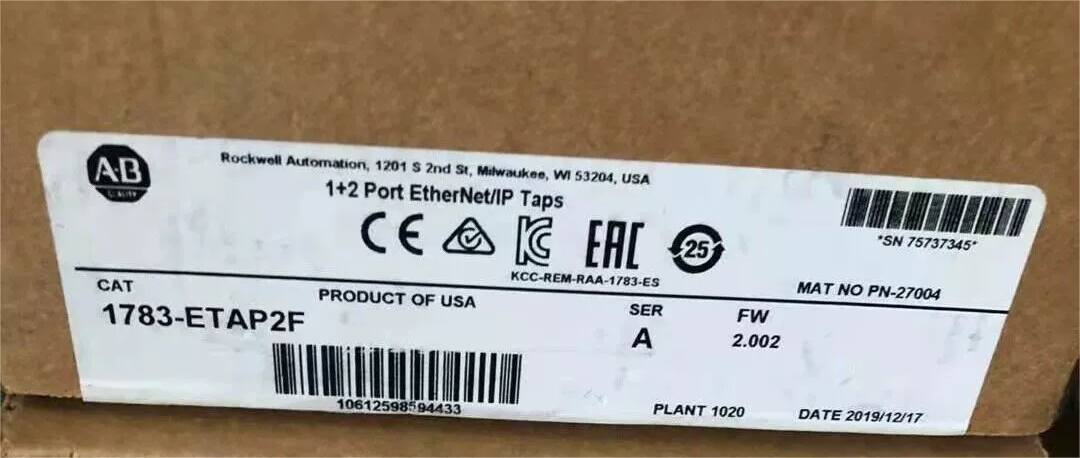 A-B
QUALITY
Rockwell Automation, 1201 S 2nd St, Milwaukee, WI 53204, USA
1+2 Port EtherNet/IP Taps
CE
KC
EAC
25
KCC-REM-RAA-1783-ES
*SN 75737345*
MAT NO PN-27004
CAT
1783-ETAP2F
PRODUCT OF USA
SER
A
FW
2.002
10612598594433
PLANT 1020
DATE 2019/12/17